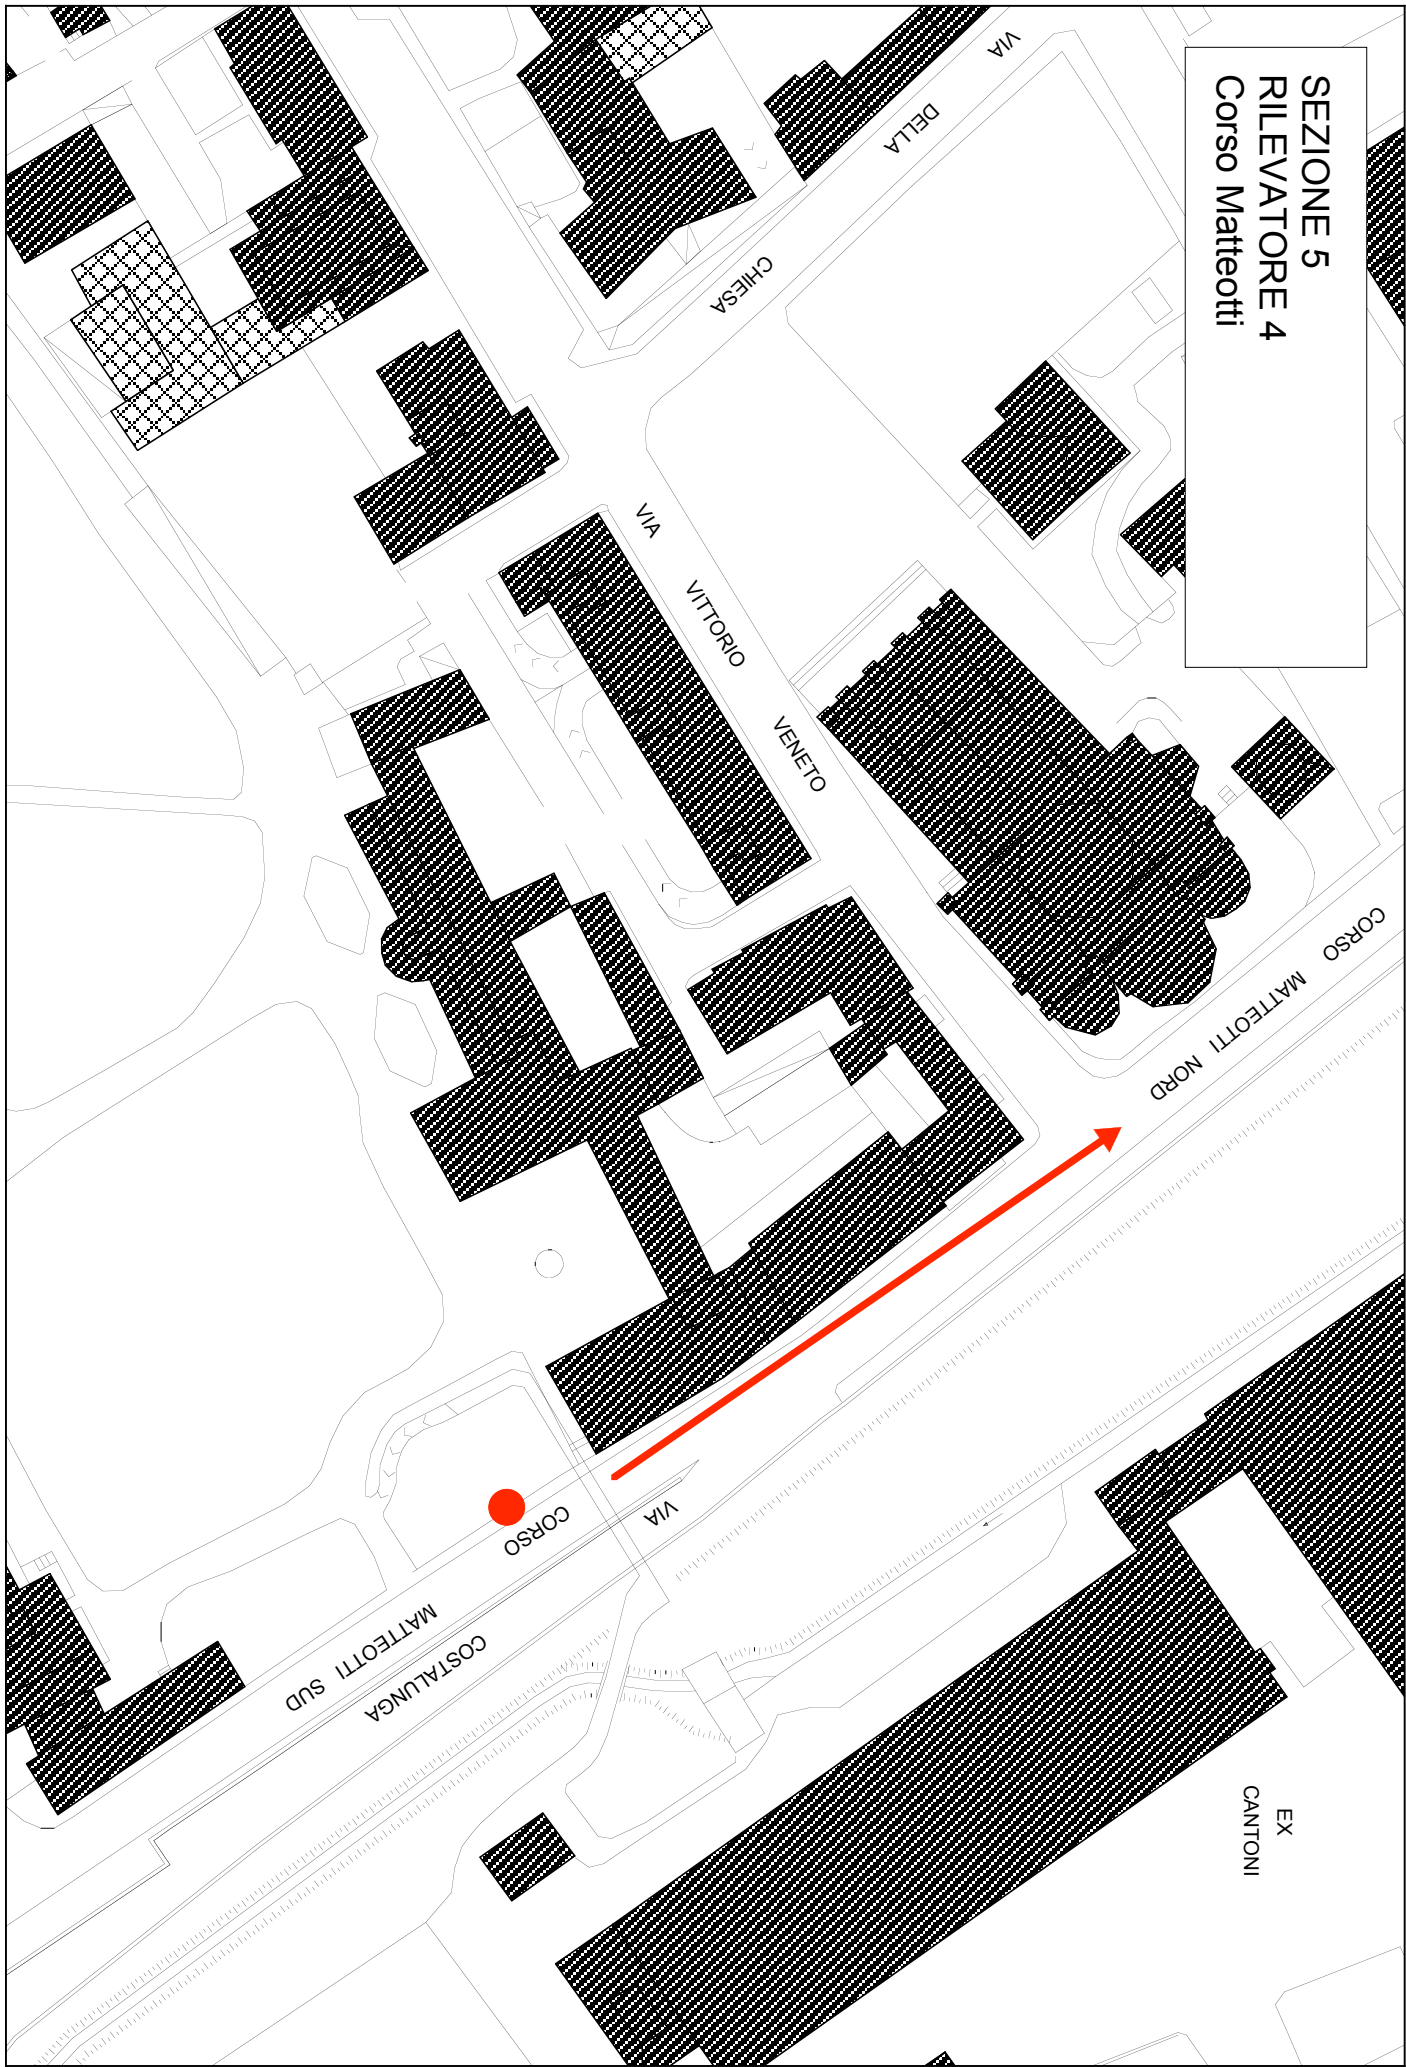 SEZIONE 5
RILEVATORE 4
Corso Matteotti
VIA DELLA CHIESA
VIA VITTORIO VENETO
CORSO MATTEOTTI NORD
CORSO MATTEOTTI SUD
VIA COSTALUNGA
EX
CANTONI